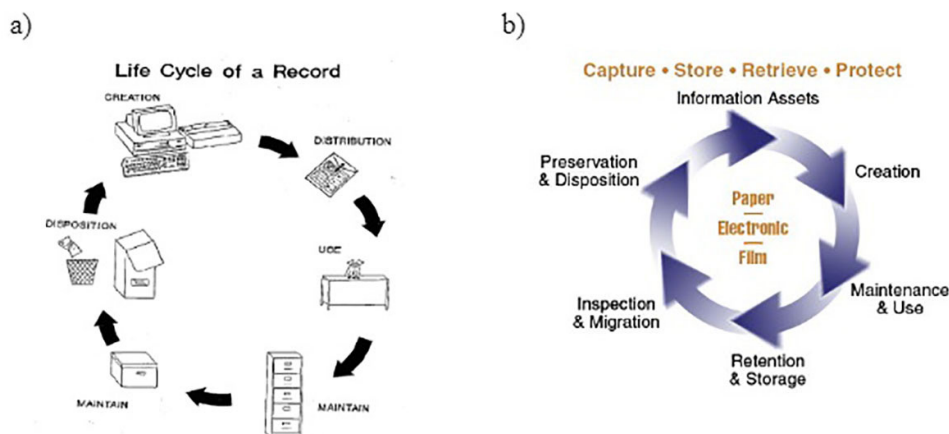 a)
Life Cycle of a Record
CREATION
DISTRIBUTION
USE
MAINTAIN
MAINTAIN
DISPOSITION
b)
Capture • Store • Retrieve • Protect
Information Assets
Creation
Maintenance
& Use
Retention
& Storage
Inspection
& Migration
Preservation
& Disposition
Paper
Electronic
Film